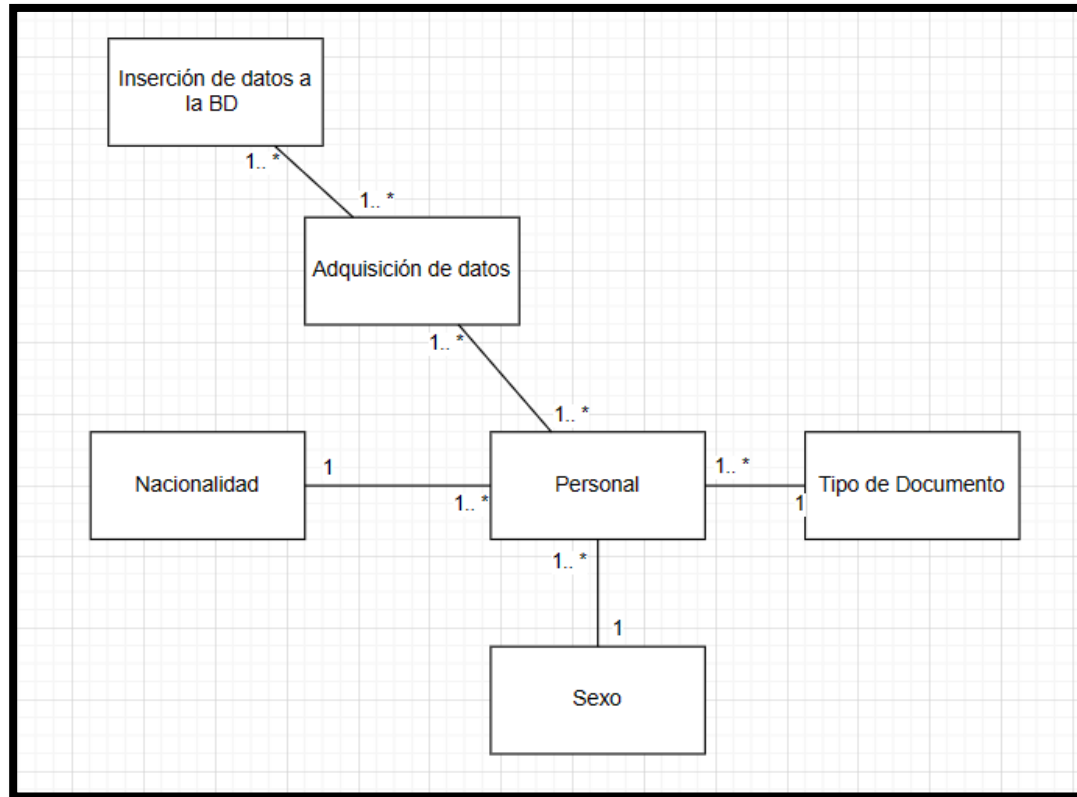 Inserción de datos a
la BD
1.. *
1.. *
Adquisición de datos
1.. *
1.. *
Nacionalidad
1
1.. *
Personal
1.. *
1
Tipo de Documento
1.. *
1
Sexo